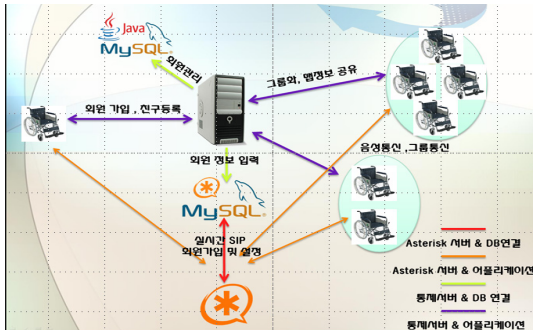 Java
MySQL
회원관리
그룹화, 맵정보 공유
회원 가입 , 친구등록
음성통신 ,그룹통신
회원 정보 입력
MySQL
실시간 SIP
회원가입 및 설정
Asterisk 서버 & DB연결
Asterisk 서버 & 어플리케이션
통제서버 & DB 연결
통제서버 & 어플리케이션